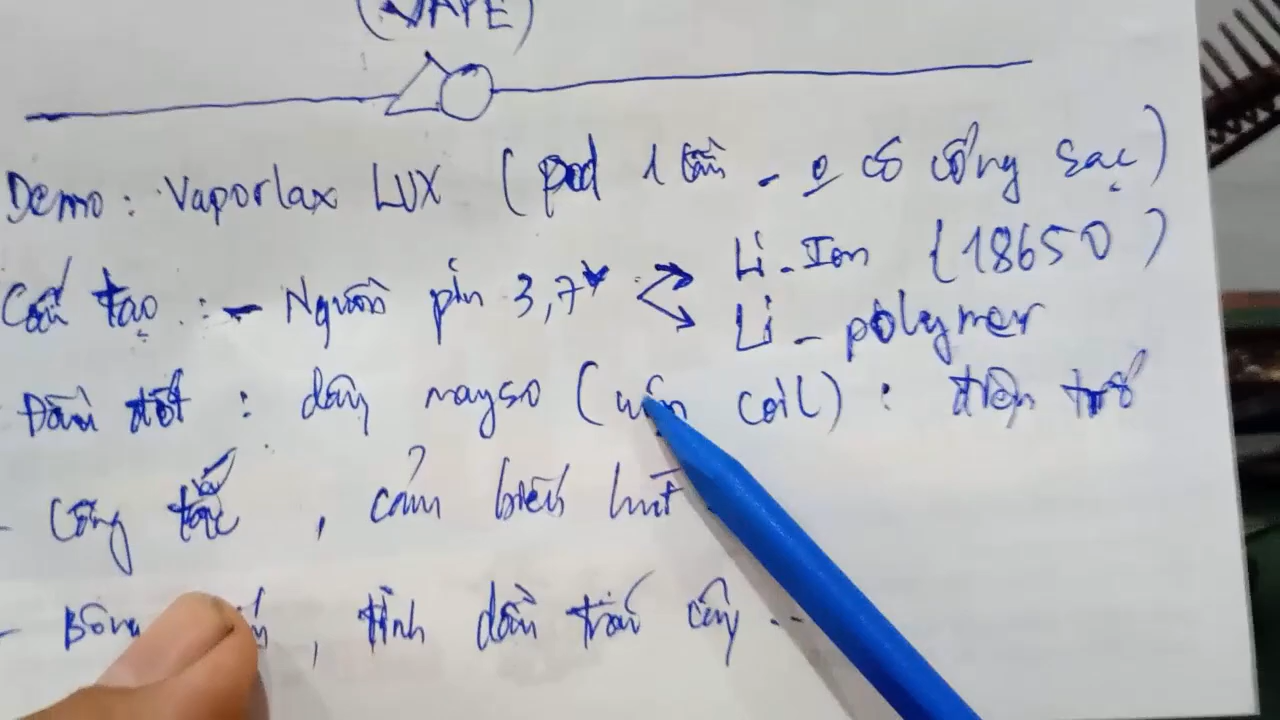 (VAPE)
Demo: Vaporlax LUX (pod 1 lần - 0 có cổng sạc)
Cấu tạo: - Nguồn pin 3,7v Li-Ion (18650)
Li-polymer
Đầu đốt: dây mayso (cuộn coil): điện trở
- Công tắc, cảm biến hút
- Bông, tinh dầu trái cây...